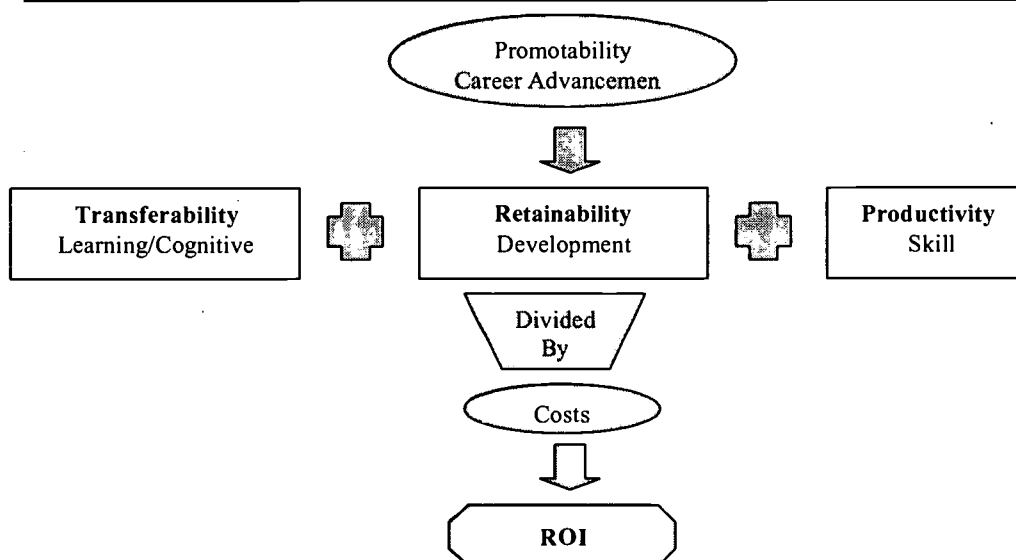 Promotability
Career Advancemen
Transferability
Learning/Cognitive
Retainability
Development
Productivity
Skill
Divided
By
Costs
ROI